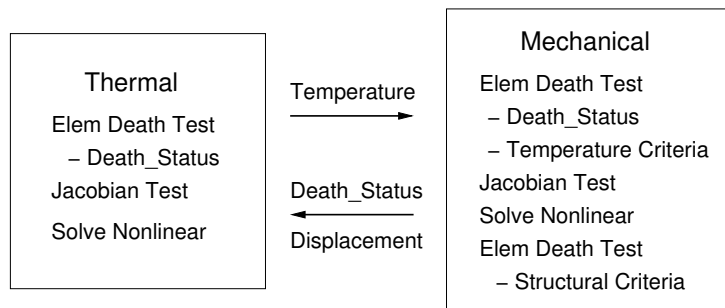 Thermal
Elem Death Test
– Death_Status
Jacobian Test
Solve Nonlinear
Temperature
Death_Status
Displacement
Mechanical
Elem Death Test
– Death_Status
– Temperature Criteria
Jacobian Test
Solve Nonlinear
Elem Death Test
– Structural Criteria